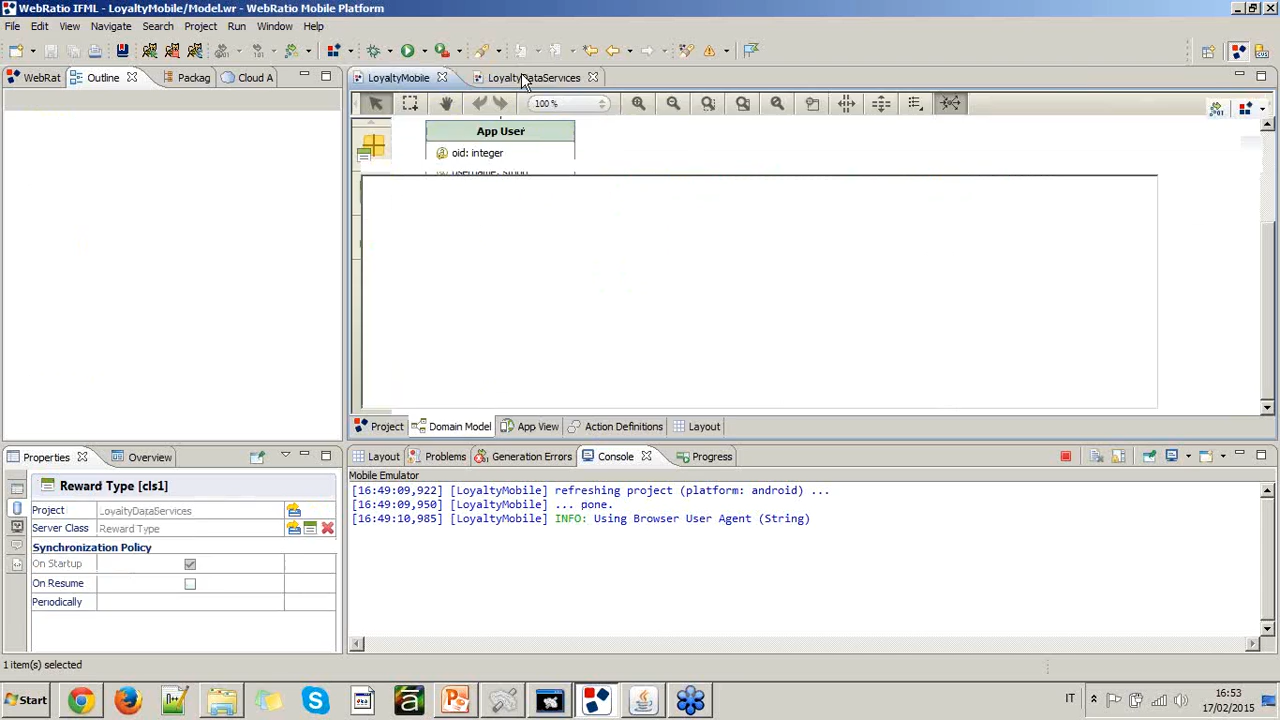 WebRatio IFML - LoyaltyMobile/Model.wr - WebRatio Mobile Platform
File Edit View Navigate Search Project Run Window Help
WebRat Outline Packag Cloud A
LoyaltyMobile LoyaltyDataServices
100 %
App User
oid: integer
Project Domain Model App View Action Definitions Layout
Properties Overview
Layout Problems Generation Errors Console Progress
Reward Type [cls1]
Mobile Emulator
Project LoyaltyDataServices
[16:49:09,922] [LoyaltyMobile] refreshing project (platform: android) ...
[16:49:09,950] [LoyaltyMobile] ... pone.
Server Class Reward Type
[16:49:10,985] [LoyaltyMobile] INFO: Using Browser User Agent (String)
Synchronization Policy
On Startup
On Resume
Periodically
1 item(s) selected
Start
IT
16:53
17/02/2015